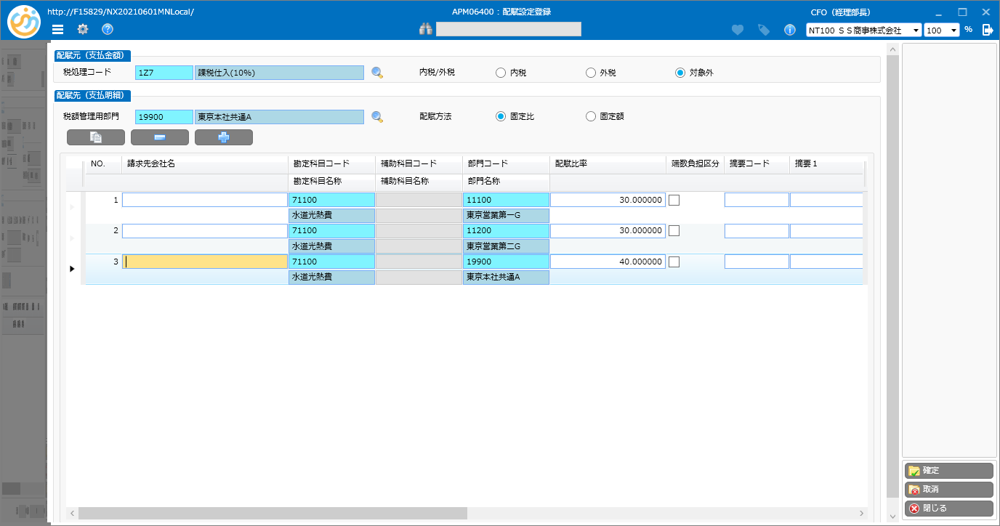 http://F15829/NX20210601MNLocal/
APM06400：配賦設定登録
CFO（経理部長）
NT100 ＳＳ商事株式会社
100
%
配賦元（支払金額）
税処理コード
1Z7
課税仕入(10%)
内税/外税
内税
外税
対象外
配賦先（支払明細）
税額管理用部門
19900
東京本社共通A
配賦方法
固定比
固定額
NO. 請求先会社名 勘定科目コード 補助科目コード 部門コード 配賦比率 端数負担区分 摘要コード 摘要１
勘定科目名称 補助科目名称 部門名称
1 71100 11100 30.000000
水道光熱費 東京営業第一G
2 71100 11200 30.000000
水道光熱費 東京営業第二G
3 71100 19900 40.000000
水道光熱費 東京本社共通A
確定
取消
閉じる